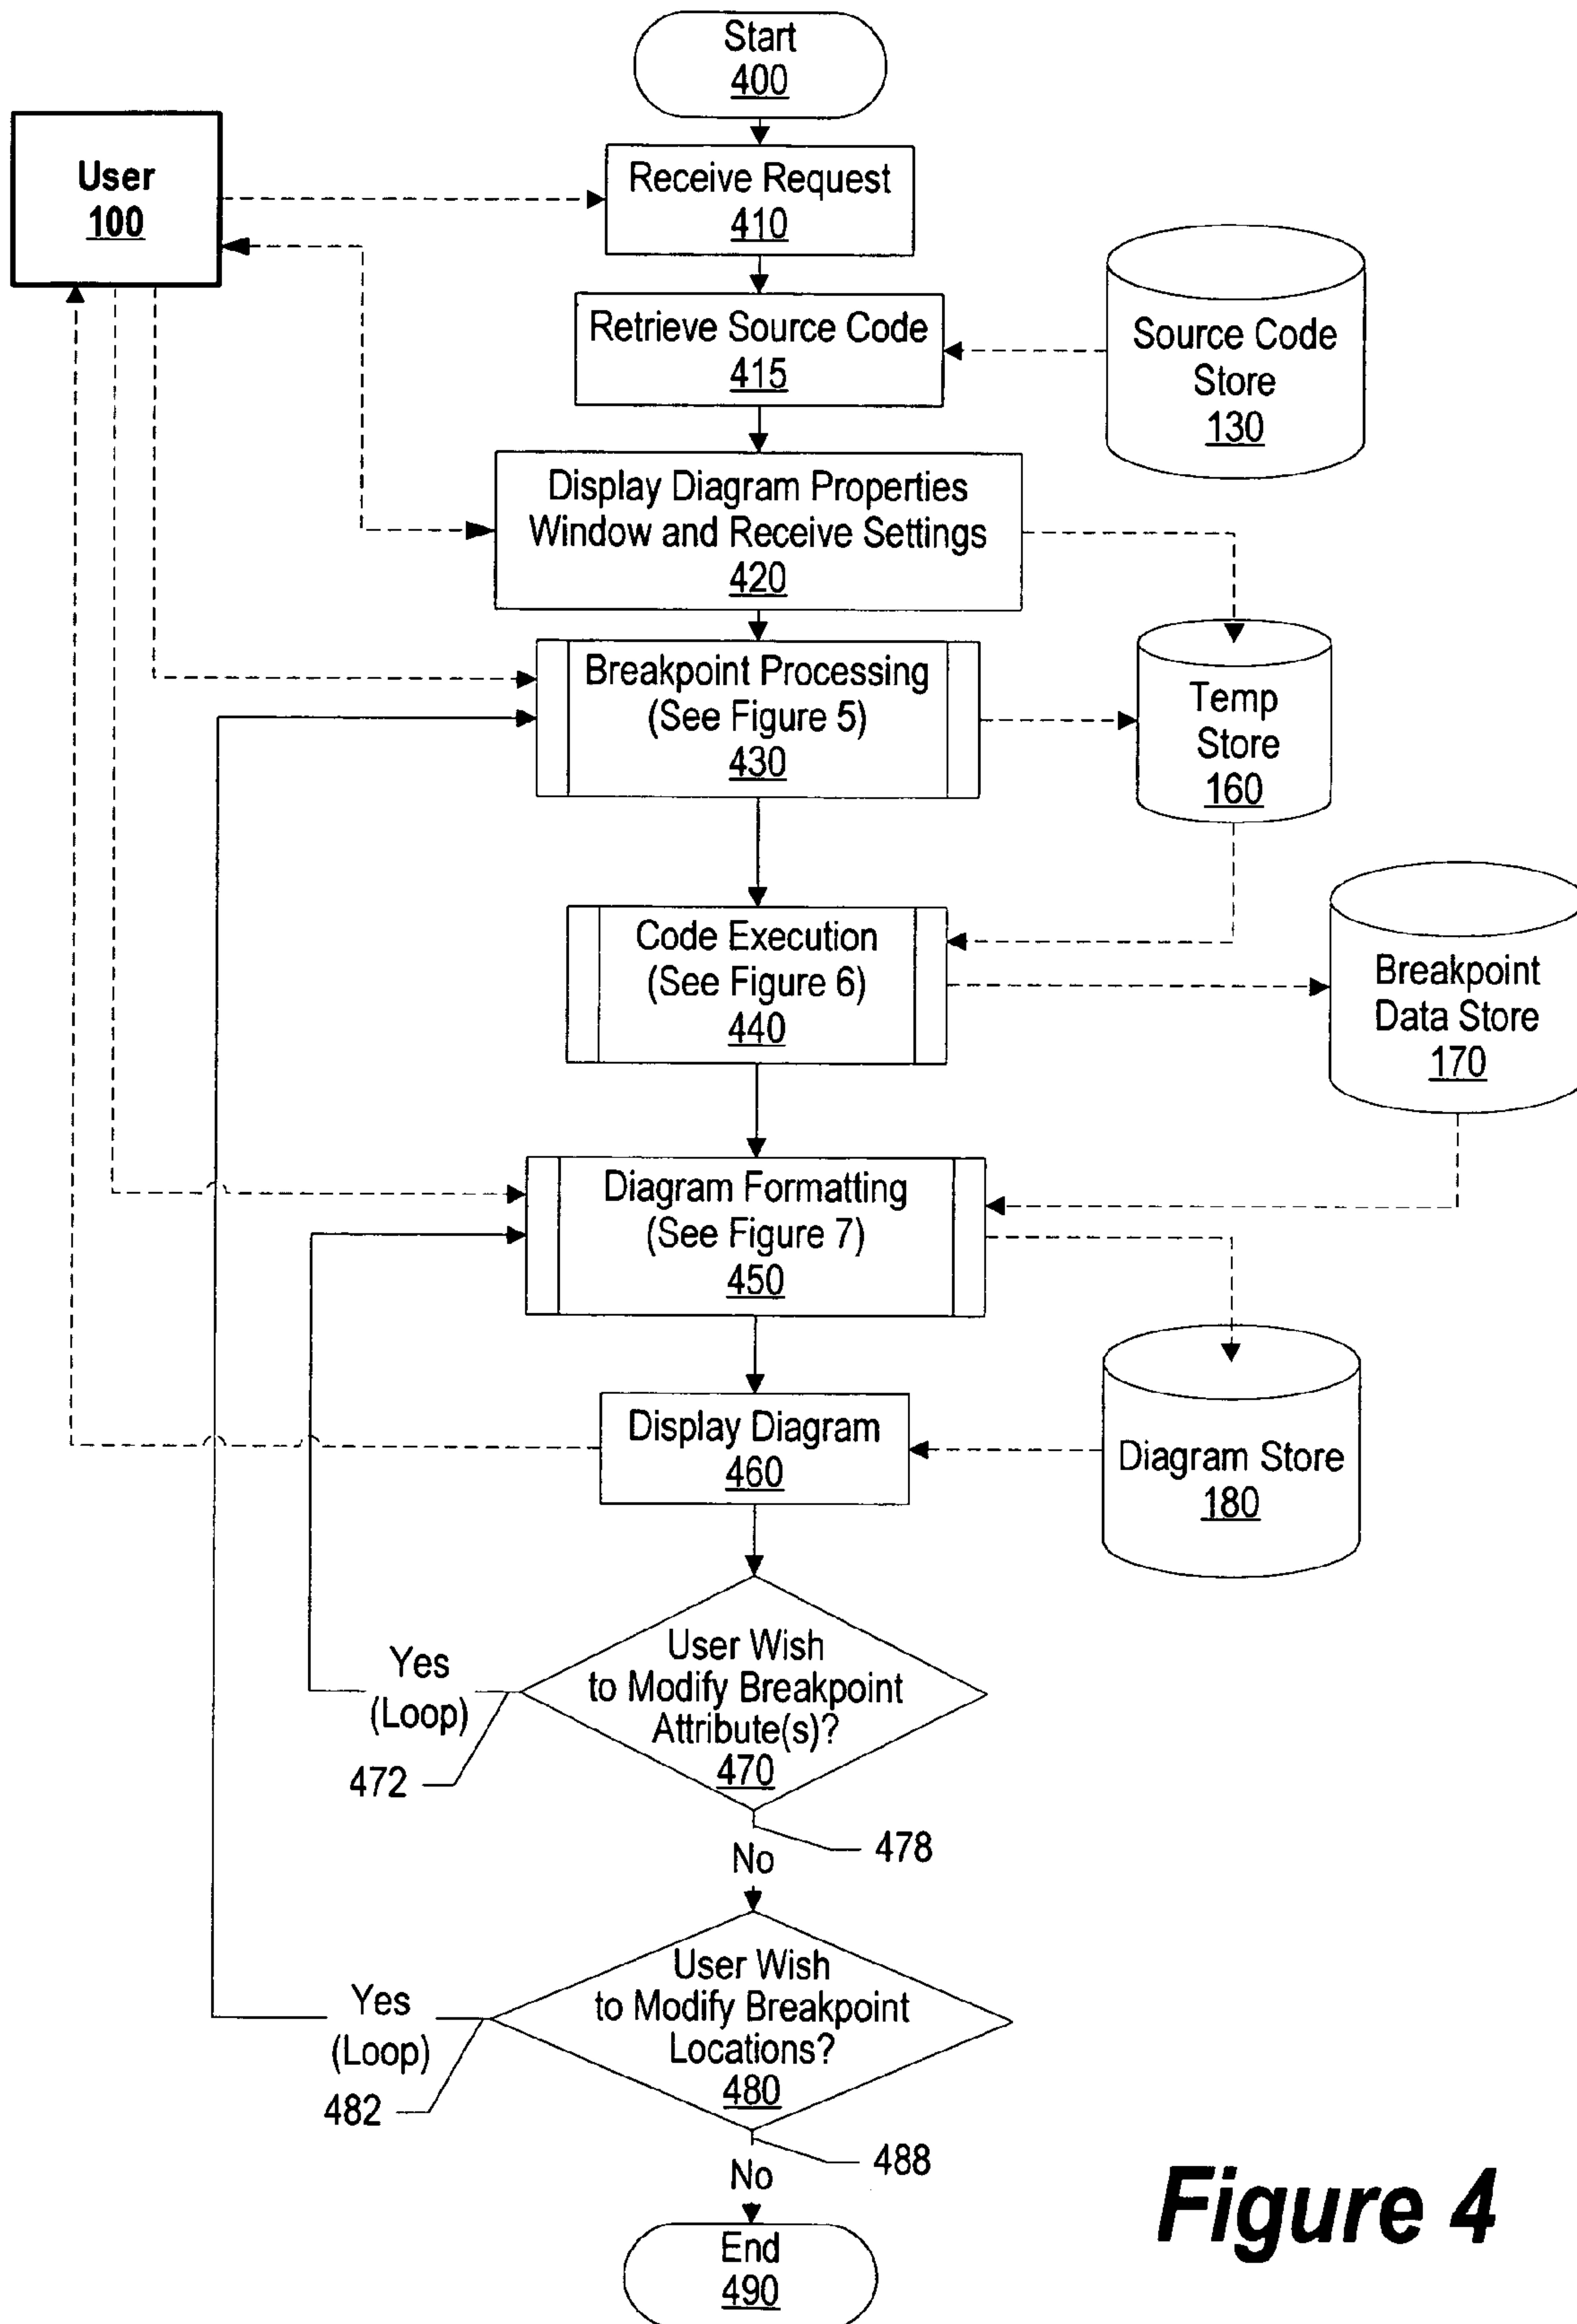 Start
400
User
100
Receive Request
410
Retrieve Source Code
415
Source Code
Store
130
Display Diagram Properties
Window and Receive Settings
420
Breakpoint Processing
(See Figure 5)
430
Temp
Store
160
Code Execution
(See Figure 6)
440
Breakpoint
Data Store
170
Diagram Formatting
(See Figure 7)
450
Display Diagram
460
Diagram Store
180
User Wish
to Modify Breakpoint
Attribute(s)?
470
Yes
(Loop)
472
478
No
User Wish
to Modify Breakpoint
Locations?
480
Yes
(Loop)
482
488
No
End
490
Figure 4